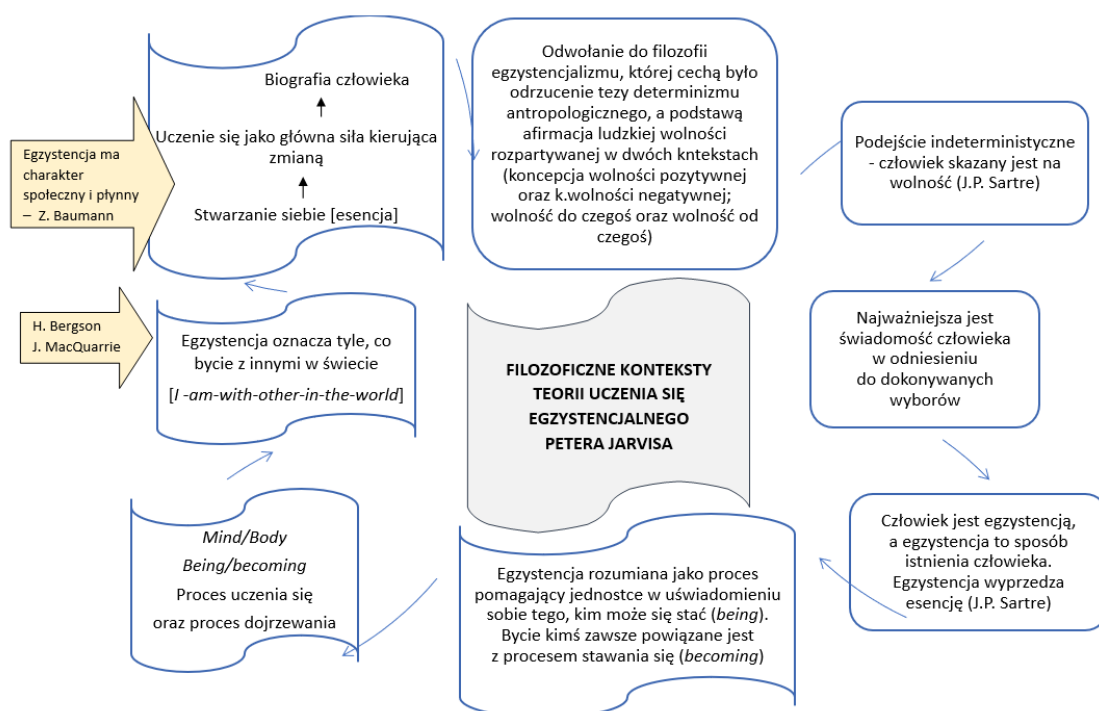 Biografia człowieka
Uczenie się jako główna siła kierująca
zmianą
Stwarzanie siebie [esencja]
Egzystencja ma
charakter
społeczny i płynny
– Z. Baumann
Odwołanie do filozofii
egzystencjalizmu, której cechą było
odrzucenie tezy determinizmu
antropologicznego, a podstawą
afirmacja ludzkiej wolności
rozpartywanej w dwóch kntekstach
(koncepcja wolności pozytywnej
oraz k.wolności negatywnej;
wolność do czegoś oraz wolność od
czegoś)
Podejście indeterministyczne
- człowiek skazany jest na
wolność (J.P. Sartre)
Najważniejsza jest
świadomość człowieka
w odniesieniu
do dokonywanych
wyborów
Człowiek jest egzystencją,
a egzystencja to sposób
istnienia człowieka.
Egzystencja wyprzedza
esencję (J.P. Sartre)
Egzystencja rozumiana jako proces
pomagający jednostce w uświadomieniu
sobie tego, kim może się stać (being).
Bycie kimś zawsze powiązane jest
z procesem stawania się (becoming)
Mind/Body
Being/becoming
Proces uczenia się
oraz proces dojrzewania
H. Bergson
J. MacQuarrie
Egzystencja oznacza tyle, co
bycie z innymi w świecie
[I -am-with-other-in-the-world]
FILOZOFICZNE KONTEKSTY
TEORII UCZENIA SIĘ
EGZYSTENCJALNEGO
PETERA JARVISA